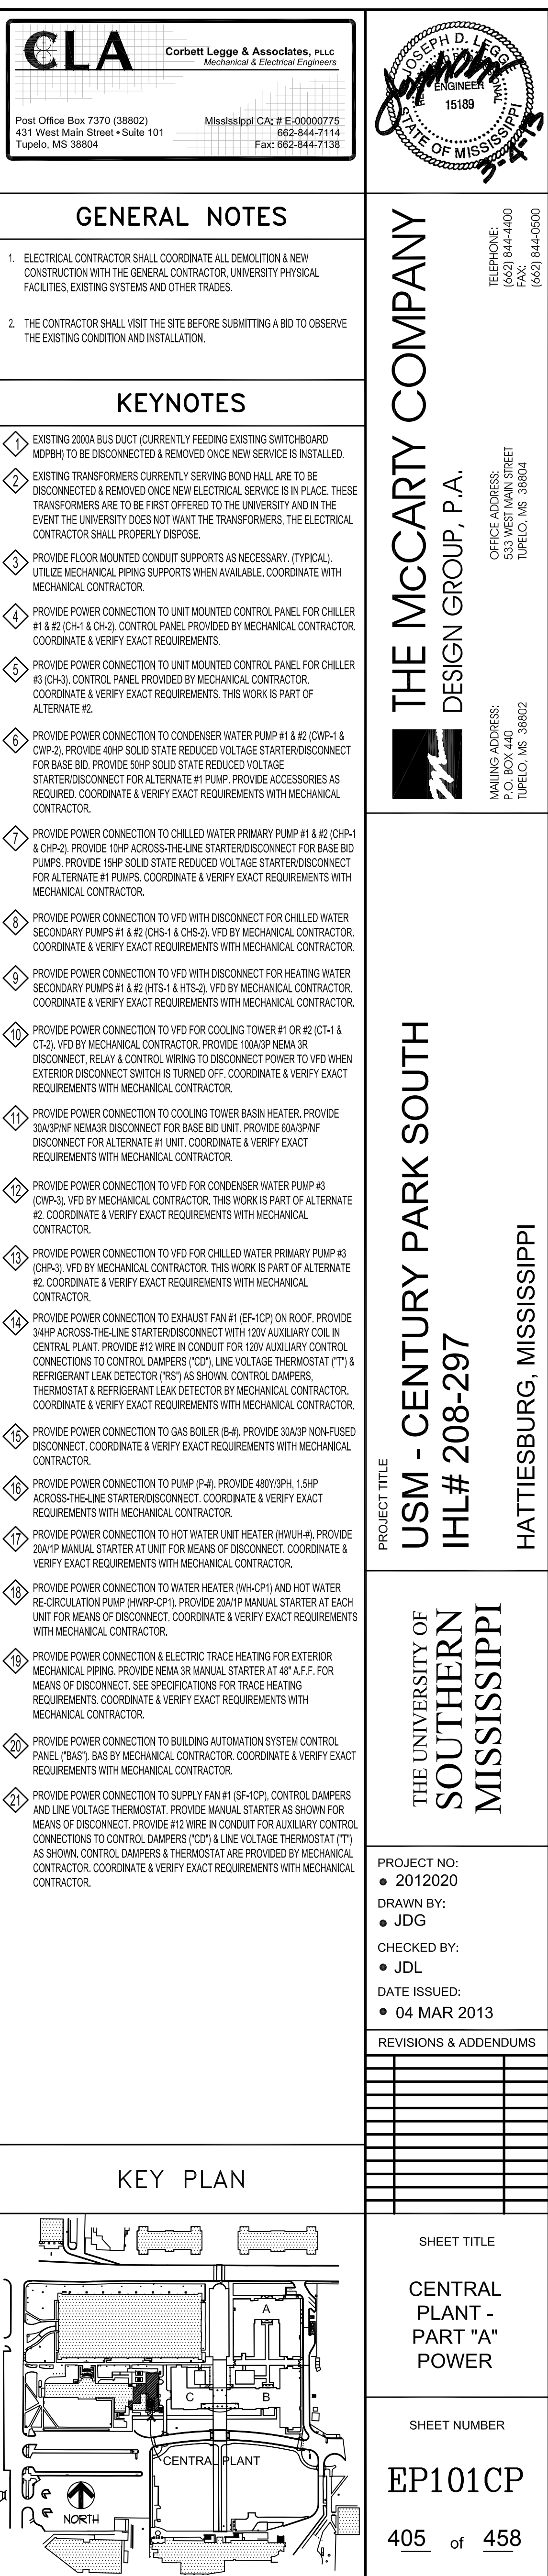 CLA
Corbett Legge & Associates, PLLC
Mechanical & Electrical Engineers
Post Office Box 7370 (38802)
431 West Main Street • Suite 101
Tupelo, MS 38804
Mississippi CA: # E-00000775
662-844-7114
Fax: 662-844-7138
JOSEPH D. LEGGE
ENGINEER
15189
STATE OF MISSISSIPPI
3-4-13
GENERAL NOTES
1. ELECTRICAL CONTRACTOR SHALL COORDINATE ALL DEMOLITION & NEW
CONSTRUCTION WITH THE GENERAL CONTRACTOR, UNIVERSITY PHYSICAL
FACILITIES, EXISTING SYSTEMS AND OTHER TRADES.
2. THE CONTRACTOR SHALL VISIT THE SITE BEFORE SUBMITTING A BID TO OBSERVE
THE EXISTING CONDITION AND INSTALLATION.
KEYNOTES
1 EXISTING 2000A BUS DUCT (CURRENTLY FEEDING EXISTING SWITCHBOARD
MDPBH) TO BE DISCONNECTED & REMOVED ONCE NEW SERVICE IS INSTALLED.
2 EXISTING TRANSFORMERS CURRENTLY SERVING BOND HALL ARE TO BE
DISCONNECTED & REMOVED ONCE NEW ELECTRICAL SERVICE IS IN PLACE. THESE
TRANSFORMERS ARE TO BE FIRST OFFERED TO THE UNIVERSITY AND IN THE
EVENT THE UNIVERSITY DOES NOT WANT THE TRANSFORMERS, THE ELECTRICAL
CONTRACTOR SHALL PROPERLY DISPOSE.
3 PROVIDE FLOOR MOUNTED CONDUIT SUPPORTS AS NECESSARY. (TYPICAL).
UTILIZE MECHANICAL PIPING SUPPORTS WHEN AVAILABLE. COORDINATE WITH
MECHANICAL CONTRACTOR.
4 PROVIDE POWER CONNECTION TO UNIT MOUNTED CONTROL PANEL FOR CHILLER
#1 & #2 (CH-1 & CH-2). CONTROL PANEL PROVIDED BY MECHANICAL CONTRACTOR.
COORDINATE & VERIFY EXACT REQUIREMENTS.
5 PROVIDE POWER CONNECTION TO UNIT MOUNTED CONTROL PANEL FOR CHILLER
#3 (CH-3). CONTROL PANEL PROVIDED BY MECHANICAL CONTRACTOR.
COORDINATE & VERIFY EXACT REQUIREMENTS. THIS WORK IS PART OF
ALTERNATE #2.
6 PROVIDE POWER CONNECTION TO CONDENSER WATER PUMP #1 & #2 (CWP-1 &
CWP-2). PROVIDE 40HP SOLID STATE REDUCED VOLTAGE STARTER/DISCONNECT
FOR BASE BID. PROVIDE 50HP SOLID STATE REDUCED VOLTAGE
STARTER/DISCONNECT FOR ALTERNATE #1 PUMP. PROVIDE ACCESSORIES AS
REQUIRED. COORDINATE & VERIFY EXACT REQUIREMENTS WITH MECHANICAL
CONTRACTOR.
7 PROVIDE POWER CONNECTION TO CHILLED WATER PRIMARY PUMP #1 & #2 (CHP-1
& CHP-2). PROVIDE 10HP ACROSS-THE-LINE STARTER/DISCONNECT FOR BASE BID
PUMPS. PROVIDE 15HP SOLID STATE REDUCED VOLTAGE STARTER/DISCONNECT
FOR ALTERNATE #1 PUMPS. COORDINATE & VERIFY EXACT REQUIREMENTS WITH
MECHANICAL CONTRACTOR.
8 PROVIDE POWER CONNECTION TO VFD WITH DISCONNECT FOR CHILLED WATER
SECONDARY PUMPS #1 & #2 (CHS-1 & CHS-2). VFD BY MECHANICAL CONTRACTOR.
COORDINATE & VERIFY EXACT REQUIREMENTS WITH MECHANICAL CONTRACTOR.
9 PROVIDE POWER CONNECTION TO VFD WITH DISCONNECT FOR HEATING WATER
SECONDARY PUMPS #1 & #2 (HTS-1 & HTS-2). VFD BY MECHANICAL CONTRACTOR.
COORDINATE & VERIFY EXACT REQUIREMENTS WITH MECHANICAL CONTRACTOR.
10 PROVIDE POWER CONNECTION TO VFD FOR COOLING TOWER #1 OR #2 (CT-1 &
CT-2). VFD BY MECHANICAL CONTRACTOR. PROVIDE 100A/3P NEMA 3R
DISCONNECT, RELAY & CONTROL WIRING TO DISCONNECT POWER TO VFD WHEN
EXTERIOR DISCONNECT SWITCH IS TURNED OFF. COORDINATE & VERIFY EXACT
REQUIREMENTS WITH MECHANICAL CONTRACTOR.
11 PROVIDE POWER CONNECTION TO COOLING TOWER BASIN HEATER. PROVIDE
30A/3P/NF NEMA3R DISCONNECT FOR BASE BID UNIT. PROVIDE 60A/3P/NF
DISCONNECT FOR ALTERNATE #1 UNIT. COORDINATE & VERIFY EXACT
REQUIREMENTS WITH MECHANICAL CONTRACTOR.
12 PROVIDE POWER CONNECTION TO VFD FOR CONDENSER WATER PUMP #3
(CWP-3). VFD BY MECHANICAL CONTRACTOR. THIS WORK IS PART OF ALTERNATE
#2. COORDINATE & VERIFY EXACT REQUIREMENTS WITH MECHANICAL
CONTRACTOR.
13 PROVIDE POWER CONNECTION TO VFD FOR CHILLED WATER PRIMARY PUMP #3
(CHP-3). VFD BY MECHANICAL CONTRACTOR. THIS WORK IS PART OF ALTERNATE
#2. COORDINATE & VERIFY EXACT REQUIREMENTS WITH MECHANICAL
CONTRACTOR.
14 PROVIDE POWER CONNECTION TO EXHAUST FAN #1 (EF-1CP) ON ROOF. PROVIDE
3/4HP ACROSS-THE-LINE STARTER/DISCONNECT WITH 120V AUXILIARY COIL IN
CENTRAL PLANT. PROVIDE #12 WIRE IN CONDUIT FOR 120V AUXILIARY CONTROL
CONNECTIONS TO CONTROL DAMPERS ("CD"), LINE VOLTAGE THERMOSTAT ("T") &
REFRIGERANT LEAK DETECTOR ("RS") AS SHOWN. CONTROL DAMPERS,
THERMOSTAT & REFRIGERANT LEAK DETECTOR BY MECHANICAL CONTRACTOR.
COORDINATE & VERIFY EXACT REQUIREMENTS WITH MECHANICAL CONTRACTOR.
15 PROVIDE POWER CONNECTION TO GAS BOILER (B-#). PROVIDE 30A/3P NON-FUSED
DISCONNECT. COORDINATE & VERIFY EXACT REQUIREMENTS WITH MECHANICAL
CONTRACTOR.
16 PROVIDE POWER CONNECTION TO PUMP (P-#). PROVIDE 480Y/3PH, 1.5HP
ACROSS-THE-LINE STARTER/DISCONNECT. COORDINATE & VERIFY EXACT
REQUIREMENTS WITH MECHANICAL CONTRACTOR.
17 PROVIDE POWER CONNECTION TO HOT WATER UNIT HEATER (HWUH-#). PROVIDE
20A/1P MANUAL STARTER AT UNIT FOR MEANS OF DISCONNECT. COORDINATE &
VERIFY EXACT REQUIREMENTS WITH MECHANICAL CONTRACTOR.
18 PROVIDE POWER CONNECTION TO WATER HEATER (WH-CP1) AND HOT WATER
RE-CIRCULATION PUMP (HWRP-CP1). PROVIDE 20A/1P MANUAL STARTER AT EACH
UNIT FOR MEANS OF DISCONNECT. COORDINATE & VERIFY EXACT REQUIREMENTS
WITH MECHANICAL CONTRACTOR.
19 PROVIDE POWER CONNECTION & ELECTRIC TRACE HEATING FOR EXTERIOR
MECHANICAL PIPING. PROVIDE NEMA 3R MANUAL STARTER AT 48" A.F.F. FOR
MEANS OF DISCONNECT. SEE SPECIFICATIONS FOR TRACE HEATING
REQUIREMENTS. COORDINATE & VERIFY EXACT REQUIREMENTS WITH
MECHANICAL CONTRACTOR.
20 PROVIDE POWER CONNECTION TO BUILDING AUTOMATION SYSTEM CONTROL
PANEL ("BAS"). BAS BY MECHANICAL CONTRACTOR. COORDINATE & VERIFY EXACT
REQUIREMENTS WITH MECHANICAL CONTRACTOR.
21 PROVIDE POWER CONNECTION TO SUPPLY FAN #1 (SF-1CP), CONTROL DAMPERS
AND LINE VOLTAGE THERMOSTAT. PROVIDE MANUAL STARTER AS SHOWN FOR
MEANS OF DISCONNECT. PROVIDE #12 WIRE IN CONDUIT FOR AUXILIARY CONTROL
CONNECTIONS TO CONTROL DAMPERS ("CD") & LINE VOLTAGE THERMOSTAT ("T")
AS SHOWN. CONTROL DAMPERS & THERMOSTAT ARE PROVIDED BY MECHANICAL
CONTRACTOR. COORDINATE & VERIFY EXACT REQUIREMENTS WITH MECHANICAL
CONTRACTOR.
KEY PLAN
A
C
B
CENTRAL PLANT
NORTH
THE McCARTY COMPANY
DESIGN GROUP, P.A.
MAILING ADDRESS:
P.O. BOX 440
TUPELO, MS 38802
OFFICE ADDRESS:
533 WEST MAIN STREET
TUPELO, MS 38804
TELEPHONE:
(662) 844-4400
FAX:
(662) 844-0500
PROJECT TITLE
USM - CENTURY PARK SOUTH
IHL# 208-297
HATTIESBURG, MISSISSIPPI
THE UNIVERSITY OF
SOUTHERN
MISSISSIPPI
PROJECT NO:
• 2012020
DRAWN BY:
• JDG
CHECKED BY:
• JDL
DATE ISSUED:
• 04 MAR 2013
REVISIONS & ADDENDUMS
SHEET TITLE
CENTRAL
PLANT -
PART "A"
POWER
SHEET NUMBER
EP101CP
405 of 458